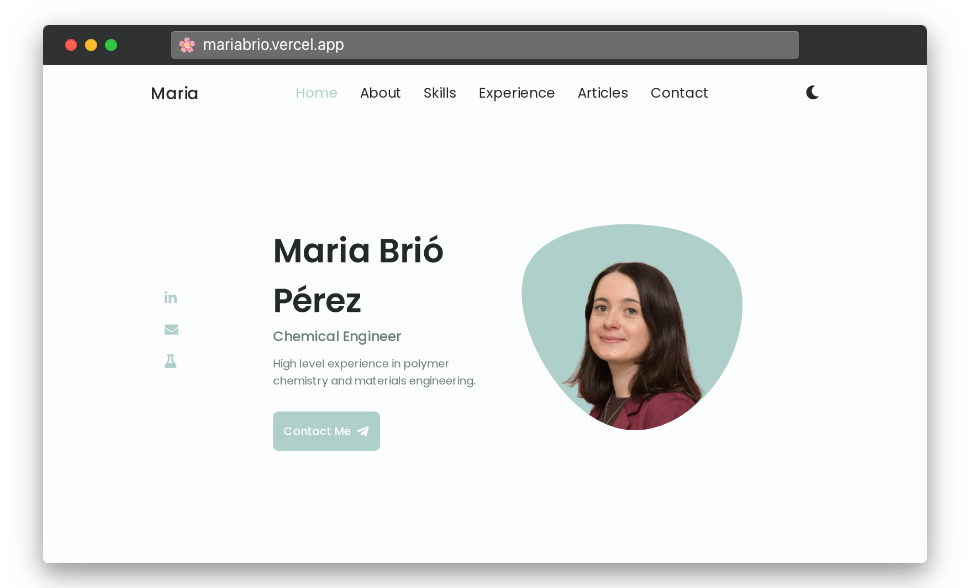 mariabrio.vercel.app
Maria Home About Skills Experience Articles Contact
Maria Brió
Pérez
in
Chemical Engineer
High level experience in polymer
chemistry and materials engineering.
Contact Me